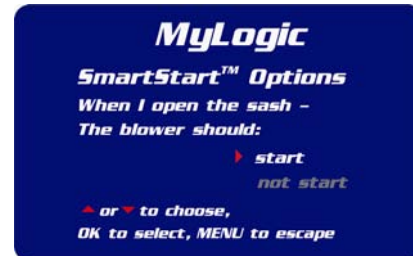 MyLogic
SmartStart™ Options
When I open the sash –
The blower should:
start
not start
or to choose,
OK to select, MENU to escape